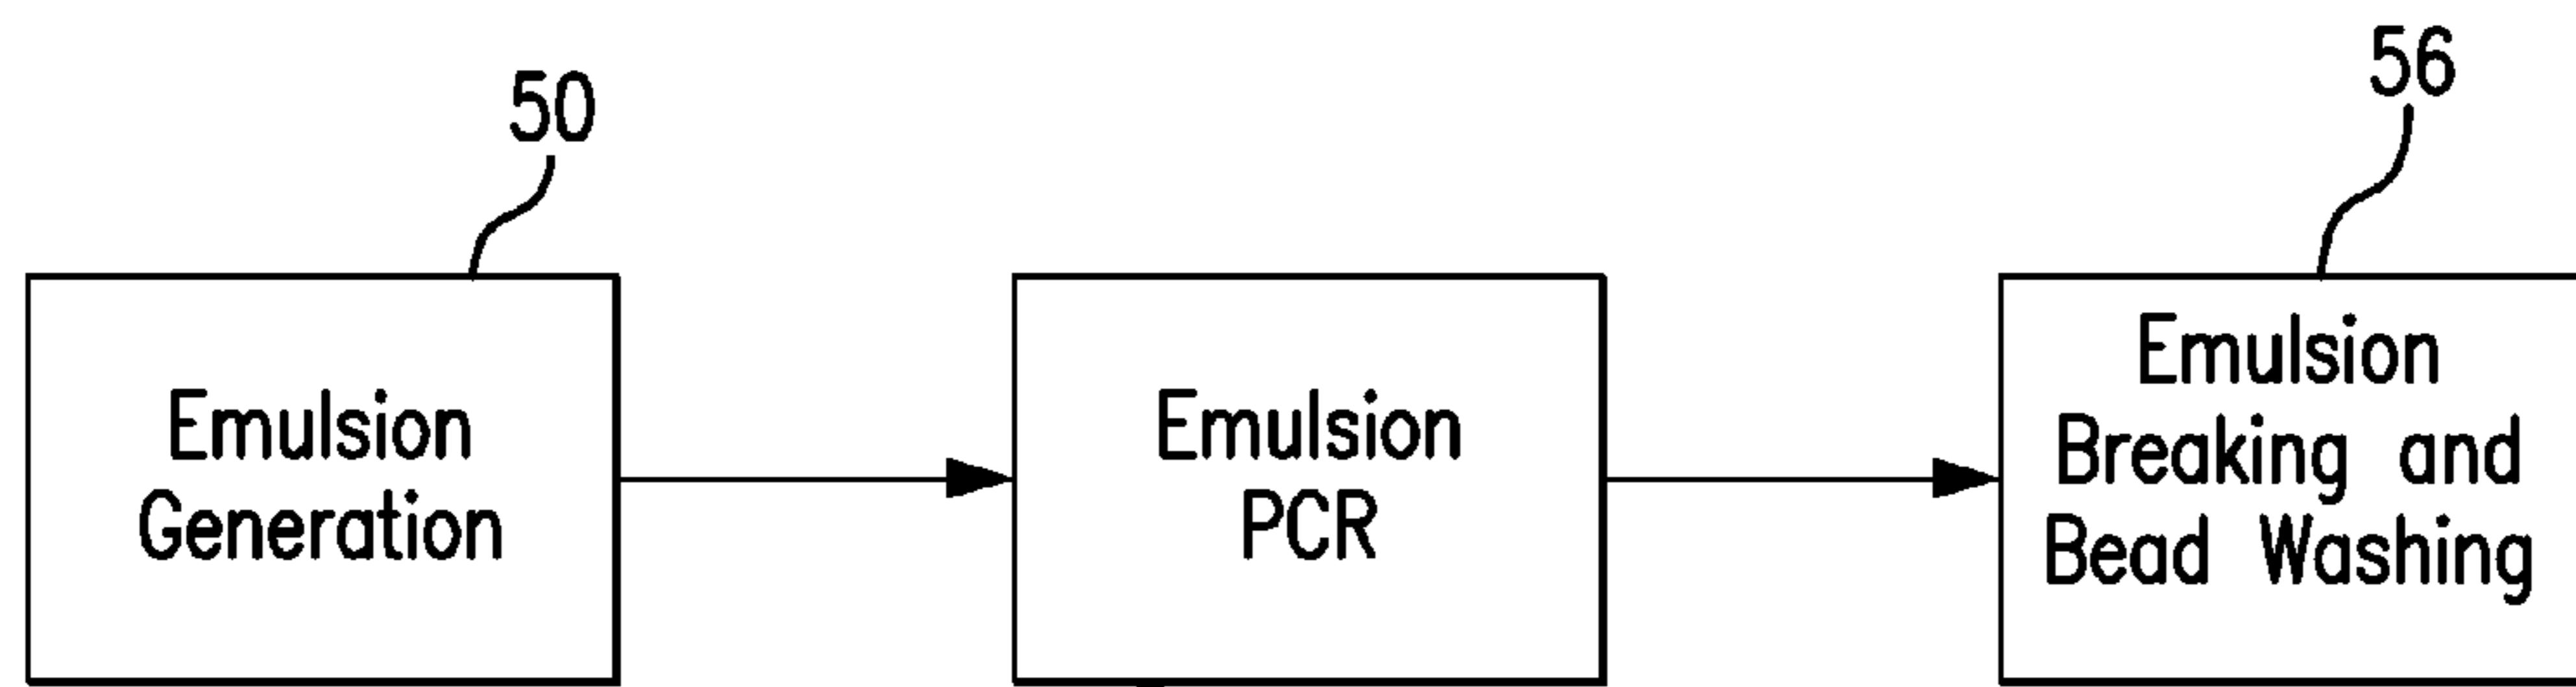 50
56
Emulsion
Generation
Emulsion
PCR
Emulsion
Breaking and
Bead Washing